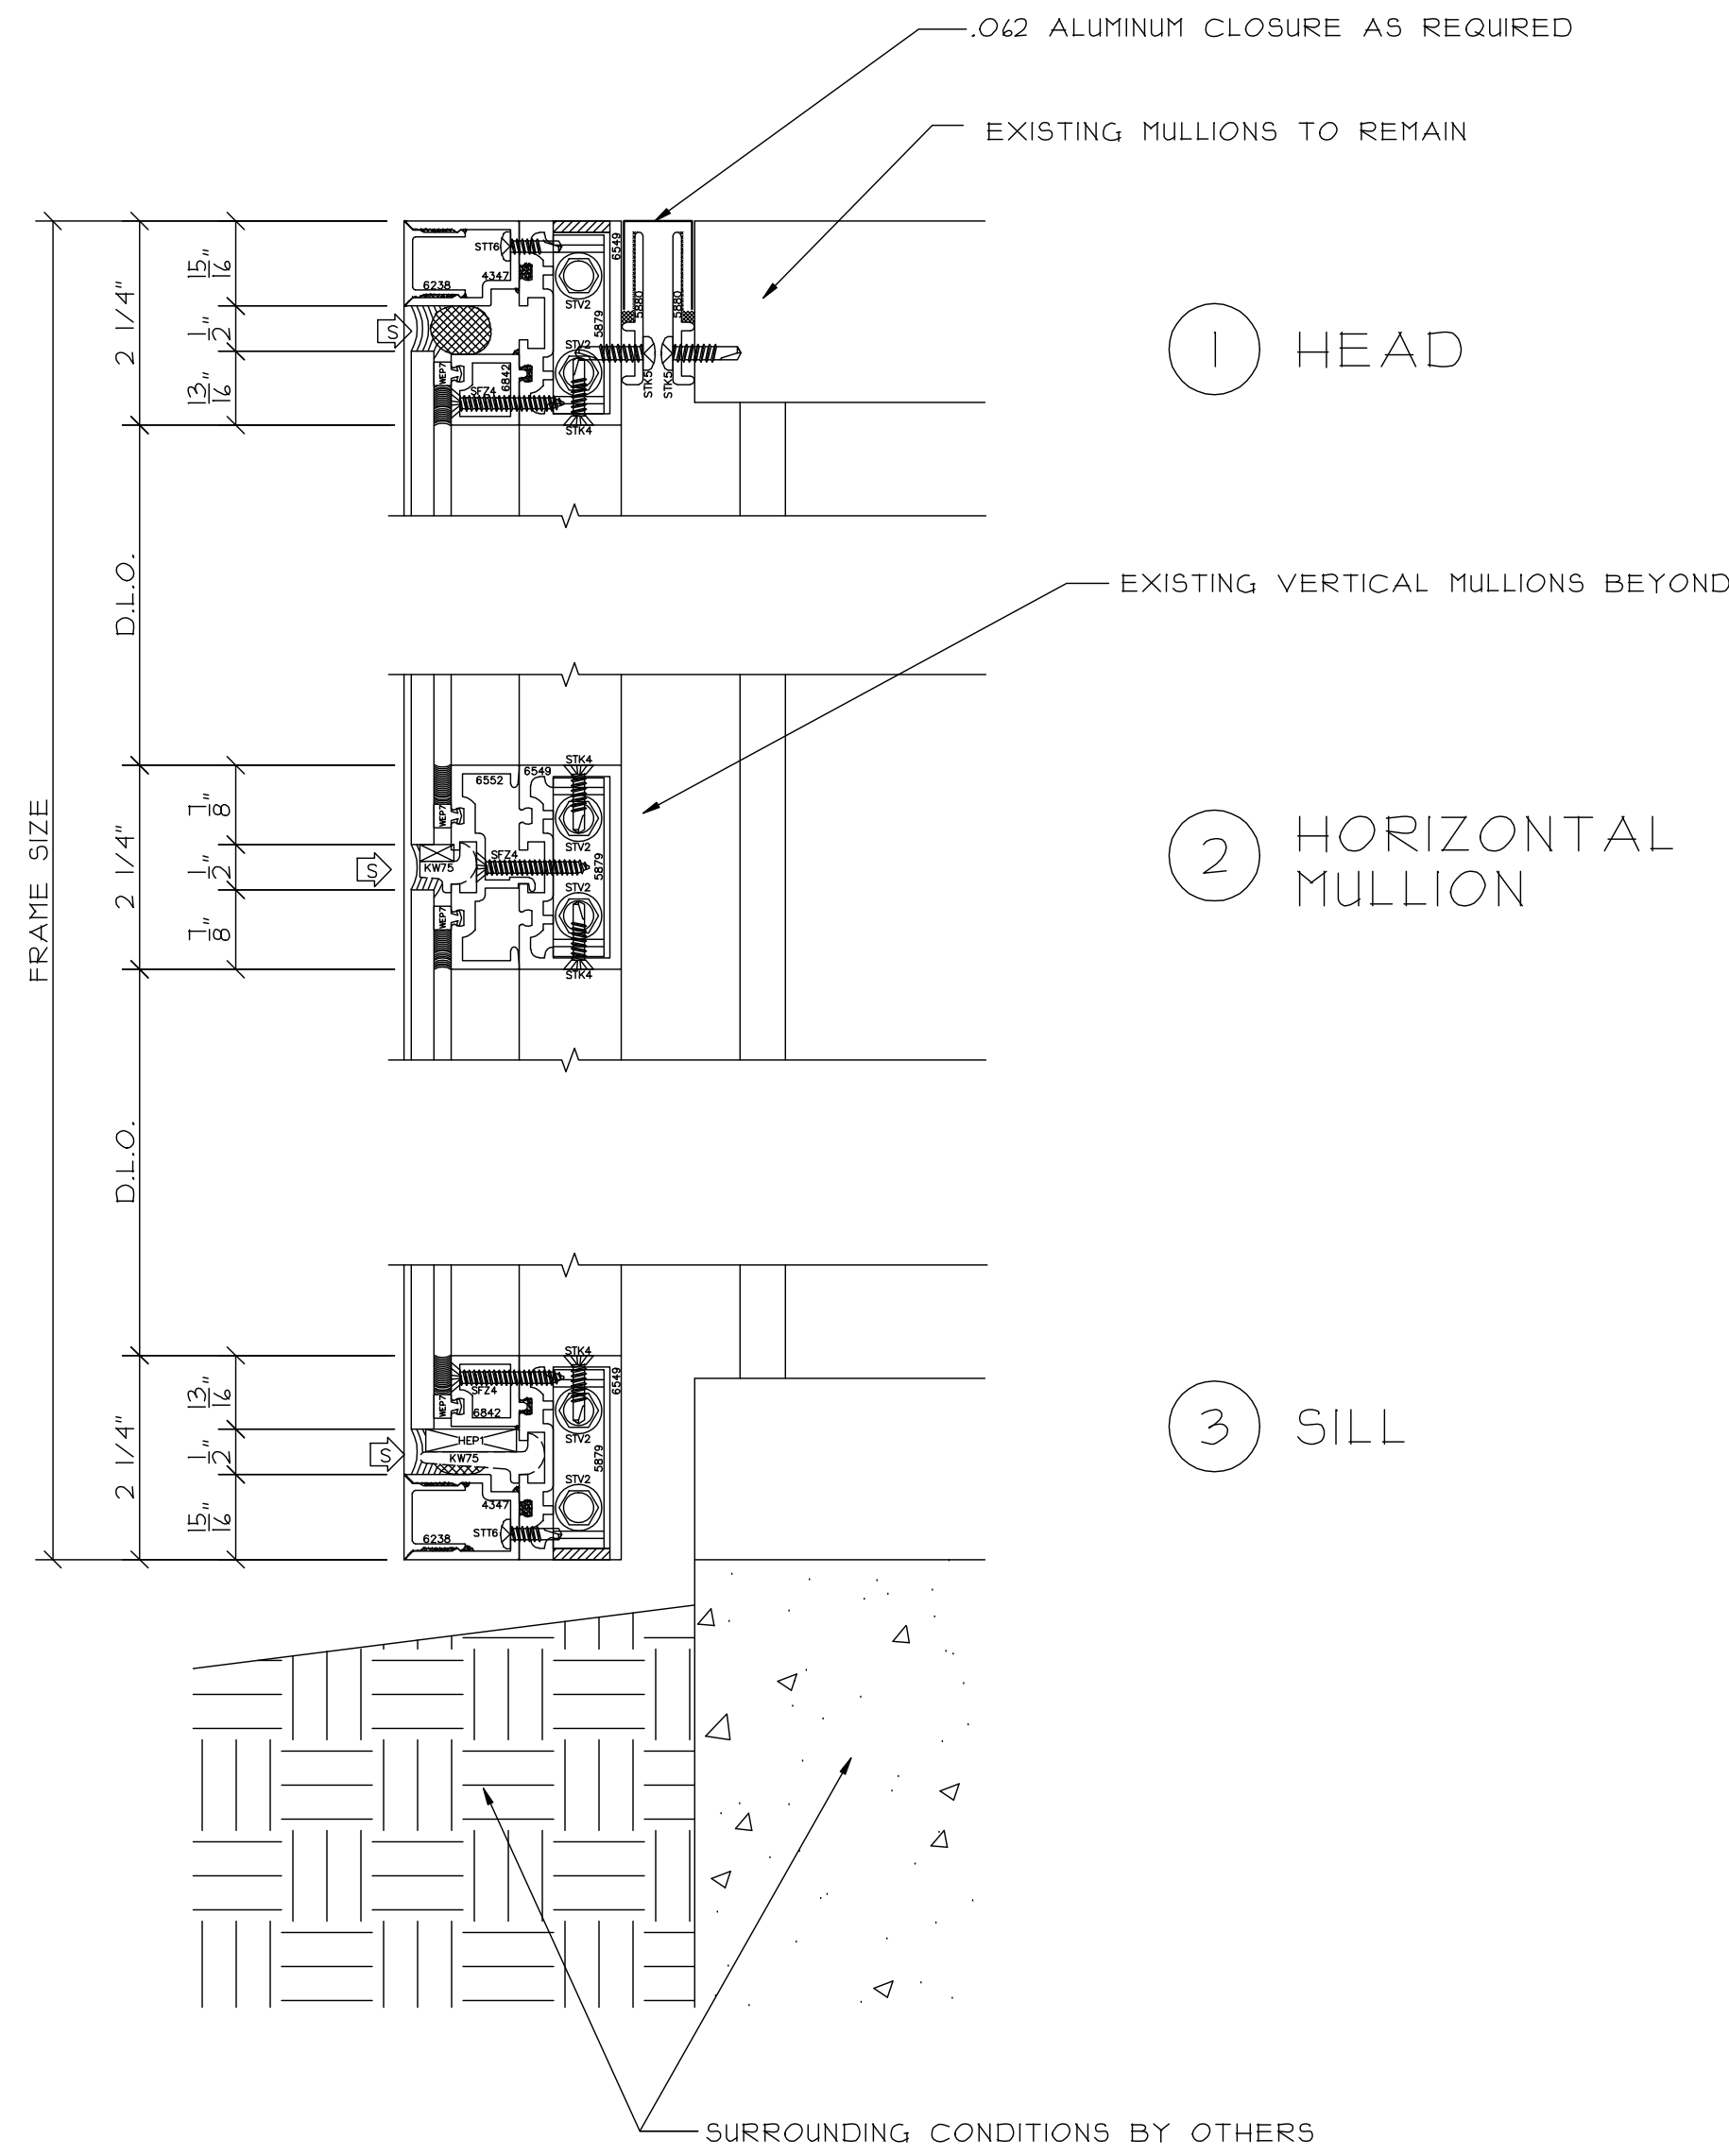 .062 ALUMINUM CLOSURE AS REQUIRED
EXISTING MULLIONS TO REMAIN
1 HEAD
FRAME SIZE
2 1/4"
15/16"
1/2"
13/16"
S
STT6
4347
6238
6549
5880
5880
STV2
5879
STV2
WEP7
6842
SFZ4
STK4
STK5
STK5
D.L.O.
EXISTING VERTICAL MULLIONS BEYOND
2 HORIZONTAL
MULLION
2 1/4"
7/8"
1/2"
7/8"
S
STK4
6552
6549
WEP7
STV2
SFZ4
KW75
5879
STV2
WEP7
STK4
D.L.O.
3 SILL
2 1/4"
13/16"
1/2"
15/16"
S
STK4
SFZ4
6549
WEP7
6842
HEP1
STV2
KW75
5879
STV2
4347
STT6
6238
SURROUNDING CONDITIONS BY OTHERS